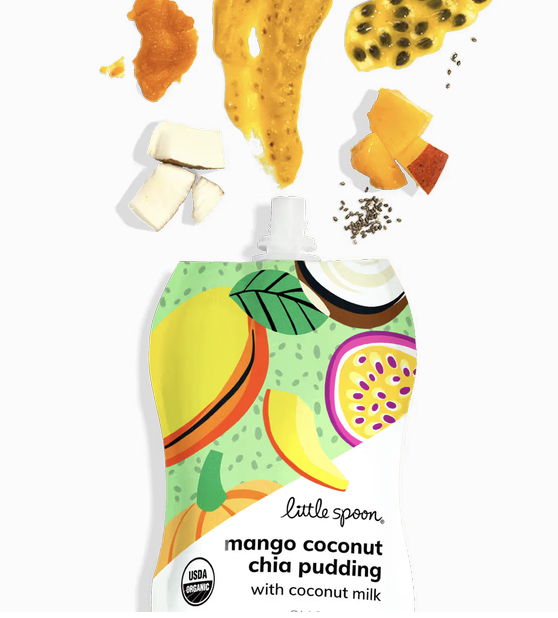 little spoon®
mango coconut
chia pudding
with coconut milk
USDA
ORGANIC